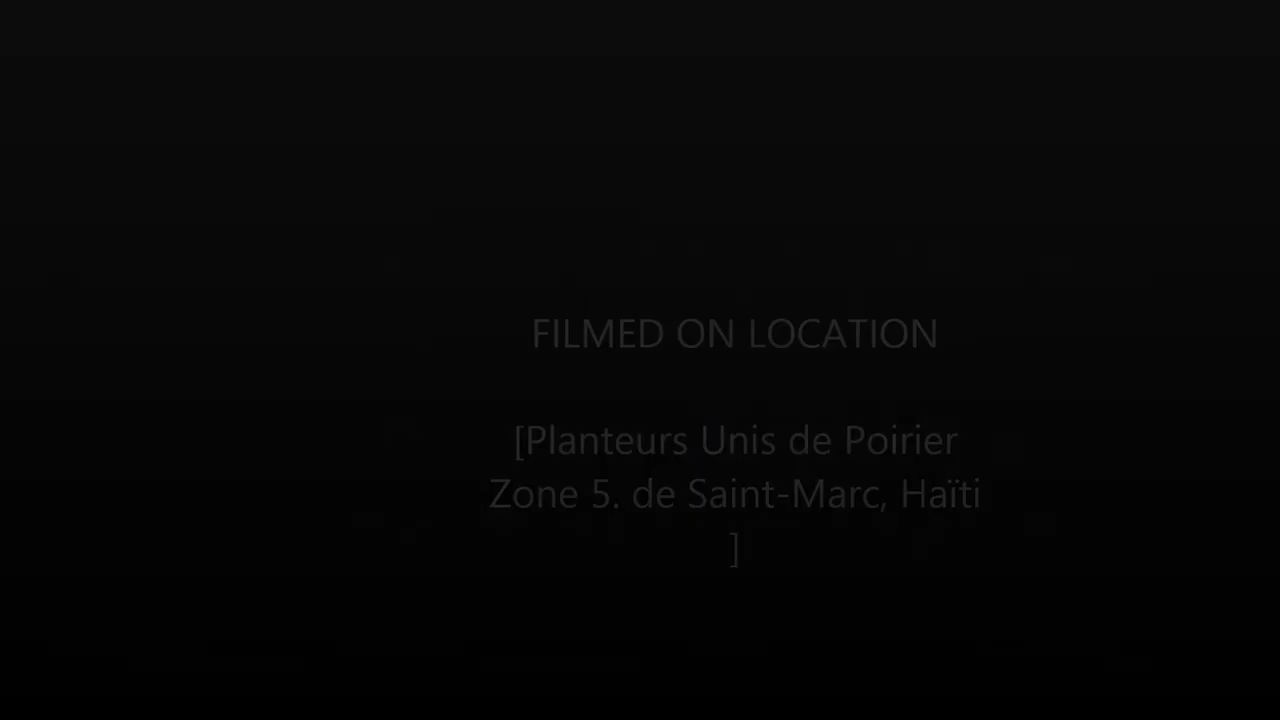 FILMED ON LOCATION
[Planteurs Unis de Poirier
Zone 5. de Saint-Marc, Haïti
]